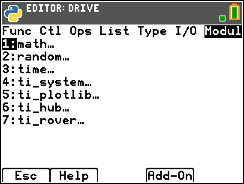 EDITOR: DRIVE
Func Ctl Ops List Type I/O Modul
1:math…
2:random…
3:time…
4:ti_system…
5:ti_plotlib…
6:ti_hub…
7:ti_rover…
Esc Help Add-On